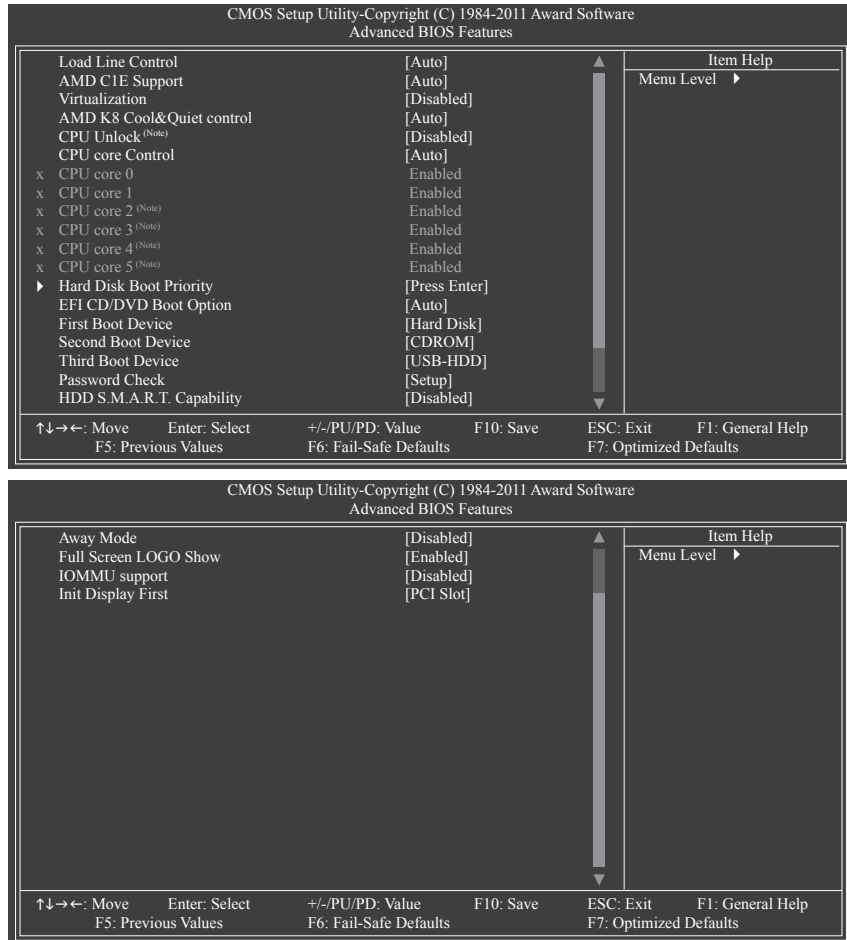 CMOS Setup Utility-Copyright (C) 1984-2011 Award Software
Advanced BIOS Features
Load Line Control [Auto]
AMD C1E Support [Auto]
Virtualization [Disabled]
AMD K8 Cool&Quiet control [Auto]
CPU Unlock (Note) [Disabled]
CPU core Control [Auto]
x CPU core 0 Enabled
x CPU core 1 Enabled
x CPU core 2 (Note) Enabled
x CPU core 3 (Note) Enabled
x CPU core 4 (Note) Enabled
x CPU core 5 (Note) Enabled
Hard Disk Boot Priority [Press Enter]
EFI CD/DVD Boot Option [Auto]
First Boot Device [Hard Disk]
Second Boot Device [CDROM]
Third Boot Device [USB-HDD]
Password Check [Setup]
HDD S.M.A.R.T. Capability [Disabled]
Item Help
Menu Level
↑↓→←: Move Enter: Select +/-/PU/PD: Value F10: Save ESC: Exit F1: General Help
F5: Previous Values F6: Fail-Safe Defaults F7: Optimized Defaults
CMOS Setup Utility-Copyright (C) 1984-2011 Award Software
Advanced BIOS Features
Away Mode [Disabled]
Full Screen LOGO Show [Enabled]
IOMMU support [Disabled]
Init Display First [PCI Slot]
Item Help
Menu Level
↑↓→←: Move Enter: Select +/-/PU/PD: Value F10: Save ESC: Exit F1: General Help
F5: Previous Values F6: Fail-Safe Defaults F7: Optimized Defaults